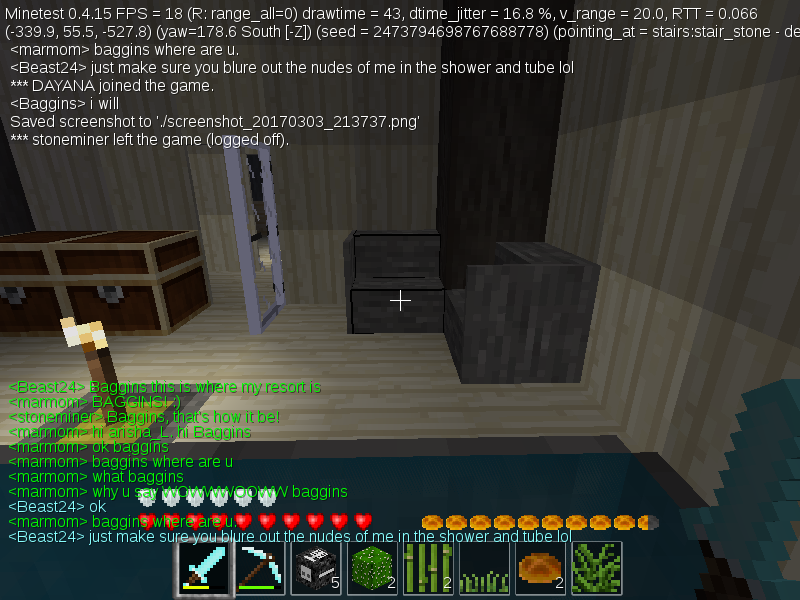 Minetest 0.4.15 FPS = 18 (R: range_all=0) drawtime = 43, dtime_jitter = 16.8 %, v_range = 20.0, RTT = 0.066
(-339.9, 55.5, -527.8) (yaw=178.6 South [-Z]) (seed = 2473794698767688778) (pointing_at = stairs:stair_stone - de
<marmom> baggins where are u.
<Beast24> just make sure you blure out the nudes of me in the shower and tube lol
*** DAYANA joined the game.
<Baggins> i will
Saved screenshot to './screenshot_20170303_213737.png'
*** stoneminer left the game (logged off).
<Beast24> Baggins this is where my resort is
<marmom> BAGGINS! :)
<stoneminer> Baggins, that's how it be!
<marmom> hi arisha_L. hi Baggins
<marmom> ok baggins
<marmom> baggins where are u
<marmom> what baggins
<marmom> why u say WOWWWOOWW baggins
<Beast24> ok
<marmom> baggins where are u.
<Beast24> just make sure you blure out the nudes of me in the shower and tube lol
5
2
2
2